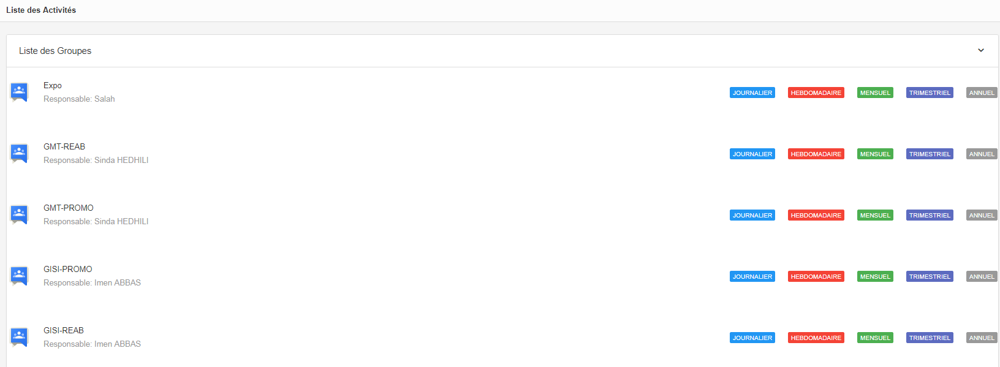 Liste des Activités
Liste des Groupes
Expo
Responsable: Salah
JOURNALIER HEBDOMADAIRE MENSUEL TRIMESTRIEL ANNUEL
GMT-REAB
Responsable: Sinda HEDHILI
JOURNALIER HEBDOMADAIRE MENSUEL TRIMESTRIEL ANNUEL
GMT-PROMO
Responsable: Sinda HEDHILI
JOURNALIER HEBDOMADAIRE MENSUEL TRIMESTRIEL ANNUEL
GISI-PROMO
Responsable: Imen ABBAS
JOURNALIER HEBDOMADAIRE MENSUEL TRIMESTRIEL ANNUEL
GISI-REAB
Responsable: Imen ABBAS
JOURNALIER HEBDOMADAIRE MENSUEL TRIMESTRIEL ANNUEL